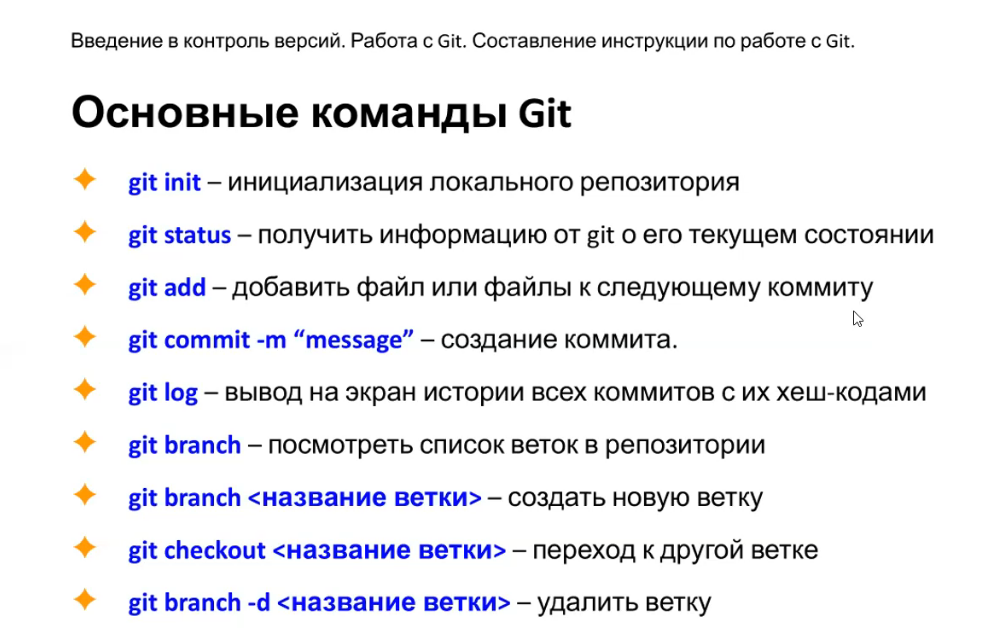 Введение в контроль версий. Работа с Git. Составление инструкции по работе с Git.
Основные команды Git
git init – инициализация локального репозитория
git status – получить информацию от git о его текущем состоянии
git add – добавить файл или файлы к следующему коммиту
git commit -m “message” – создание коммита.
git log – вывод на экран истории всех коммитов с их хеш-кодами
git branch – посмотреть список веток в репозитории
git branch <название ветки> – создать новую ветку
git checkout <название ветки> – переход к другой ветке
git branch -d <название ветки> – удалить ветку